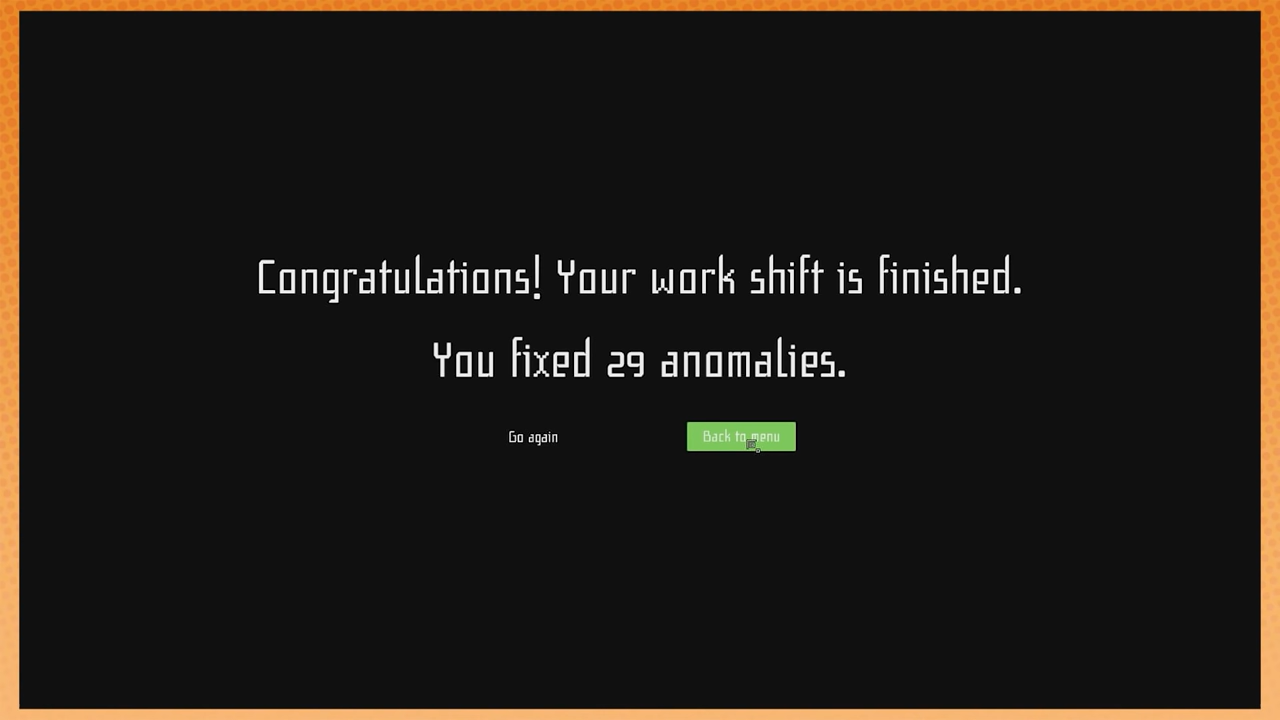 Congratulations! Your work shift is finished.
You fixed 29 anomalies.
Go again
Back to menu